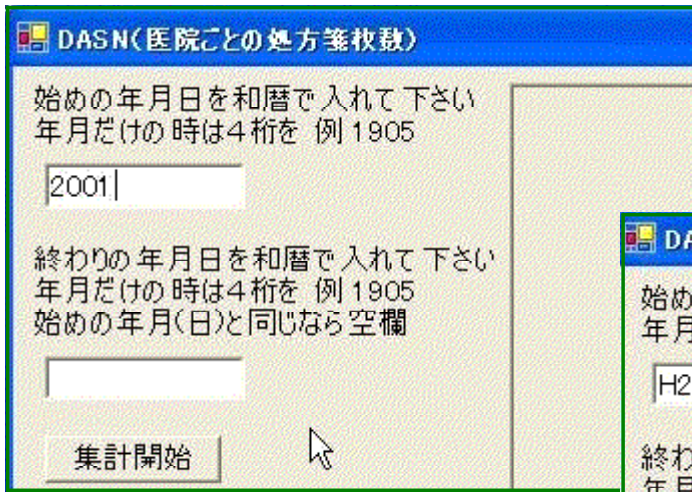 DASN(医院ごとの処方箋枚数)
始めの年月日を和暦で入れて下さい
年月だけの時は4桁を 例 1905
2001
終わりの年月日を和暦で入れて下さい
年月だけの時は4桁を 例 1905
始めの年月(日)と同じなら空欄
集計開始
DA
始め
年月
H2
終わ
年月